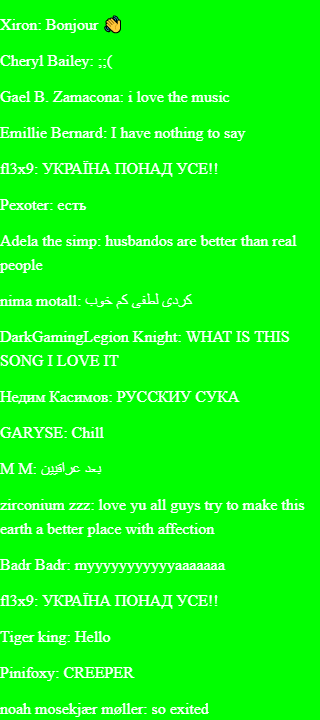 Xiron: Bonjour 👋
Cheryl Bailey: ;;(
Gael B. Zamacona: i love the music
Emillie Bernard: I have nothing to say
fl3x9: УКРАЇНА ПОНАД УСЕ!!
Pexoter: есть
Adela the simp: husbandos are better than real
people
nima motall: کردی لطفی کم خوب
DarkGamingLegion Knight: WHAT IS THIS
SONG I LOVE IT
Недим Касимов: РУССКИУ СУКА
GARYSE: Chill
M M: بعد عراقيين
zirconium zzz: love yu all guys try to make this
earth a better place with affection
Badr Badr: myyyyyyyyyyyaaaaaaa
fl3x9: УКРАЇНА ПОНАД УСЕ!!
Tiger king: Hello
Pinifoxy: CREEPER
noah mosekjær møller: so exited